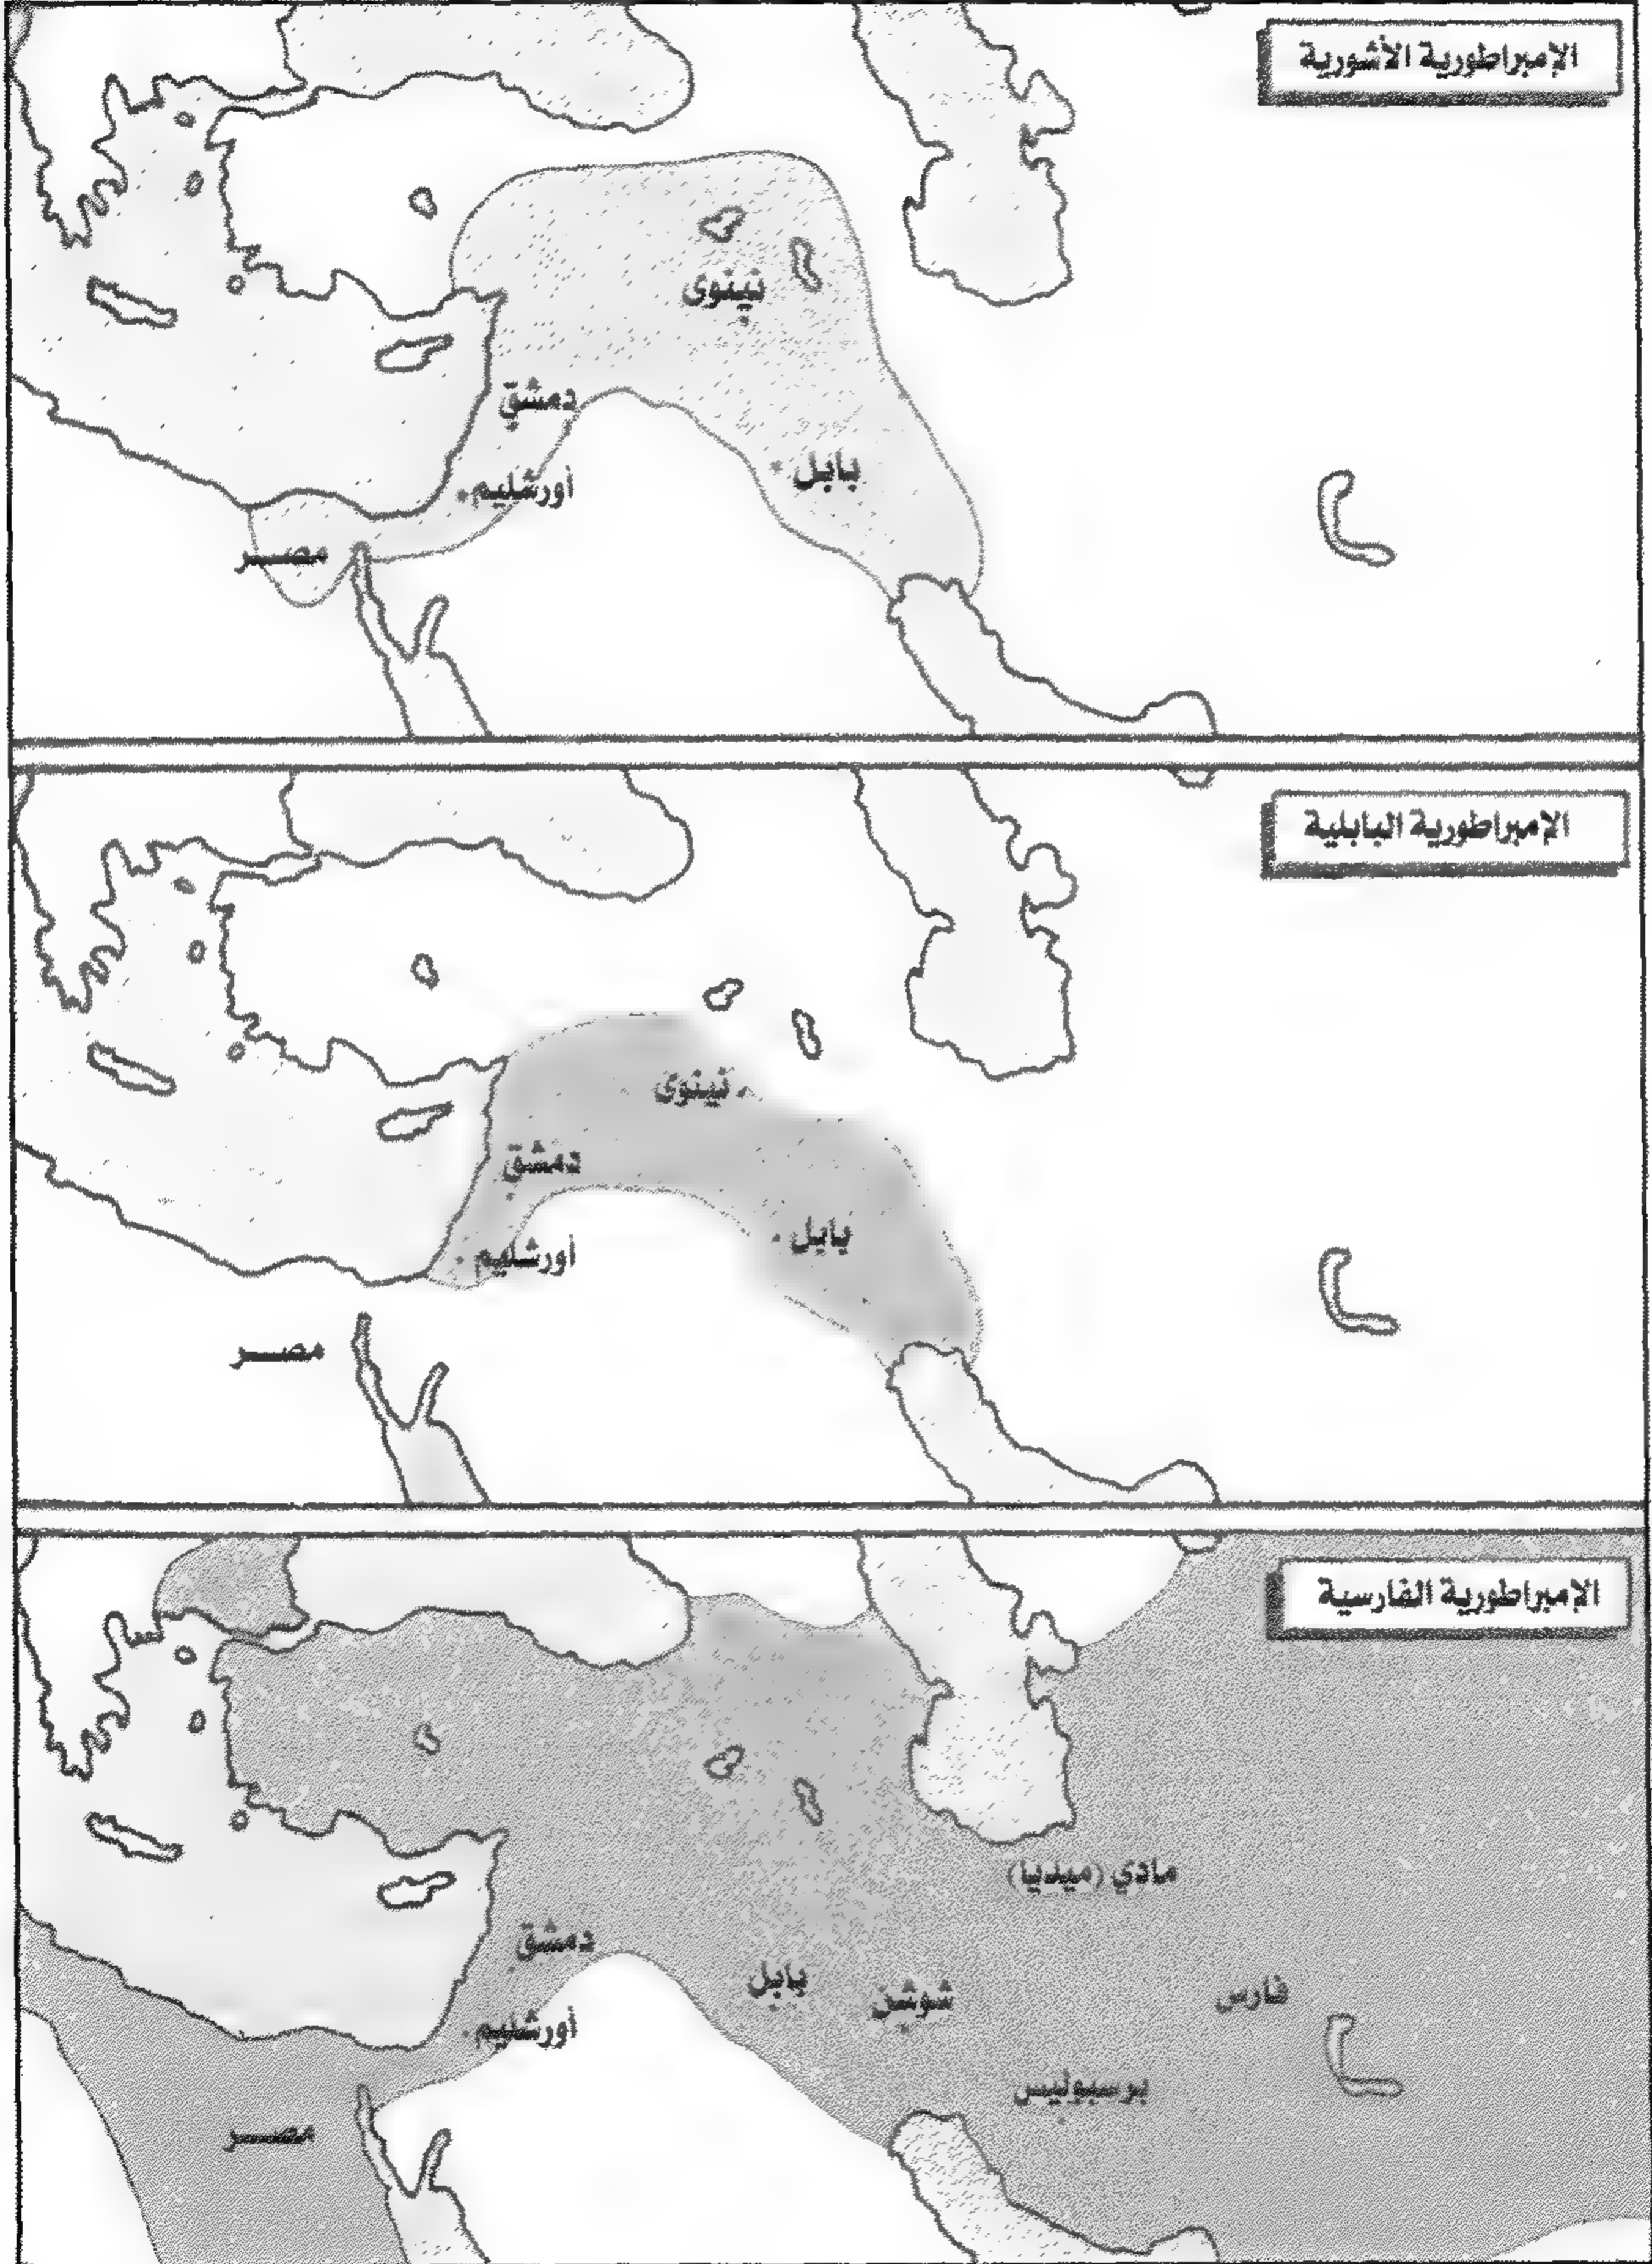 الإمبراطورية الأشورية
نينوى
دمشق
بابل
أورشليم
مصر
الإمبراطورية البابلية
نينوى
دمشق
بابل
أورشليم
مصر
الإمبراطورية الفارسية
مادي (ميديا)
دمشق
بابل
شوشن
فارس
أورشليم
برسبوليس
مصر